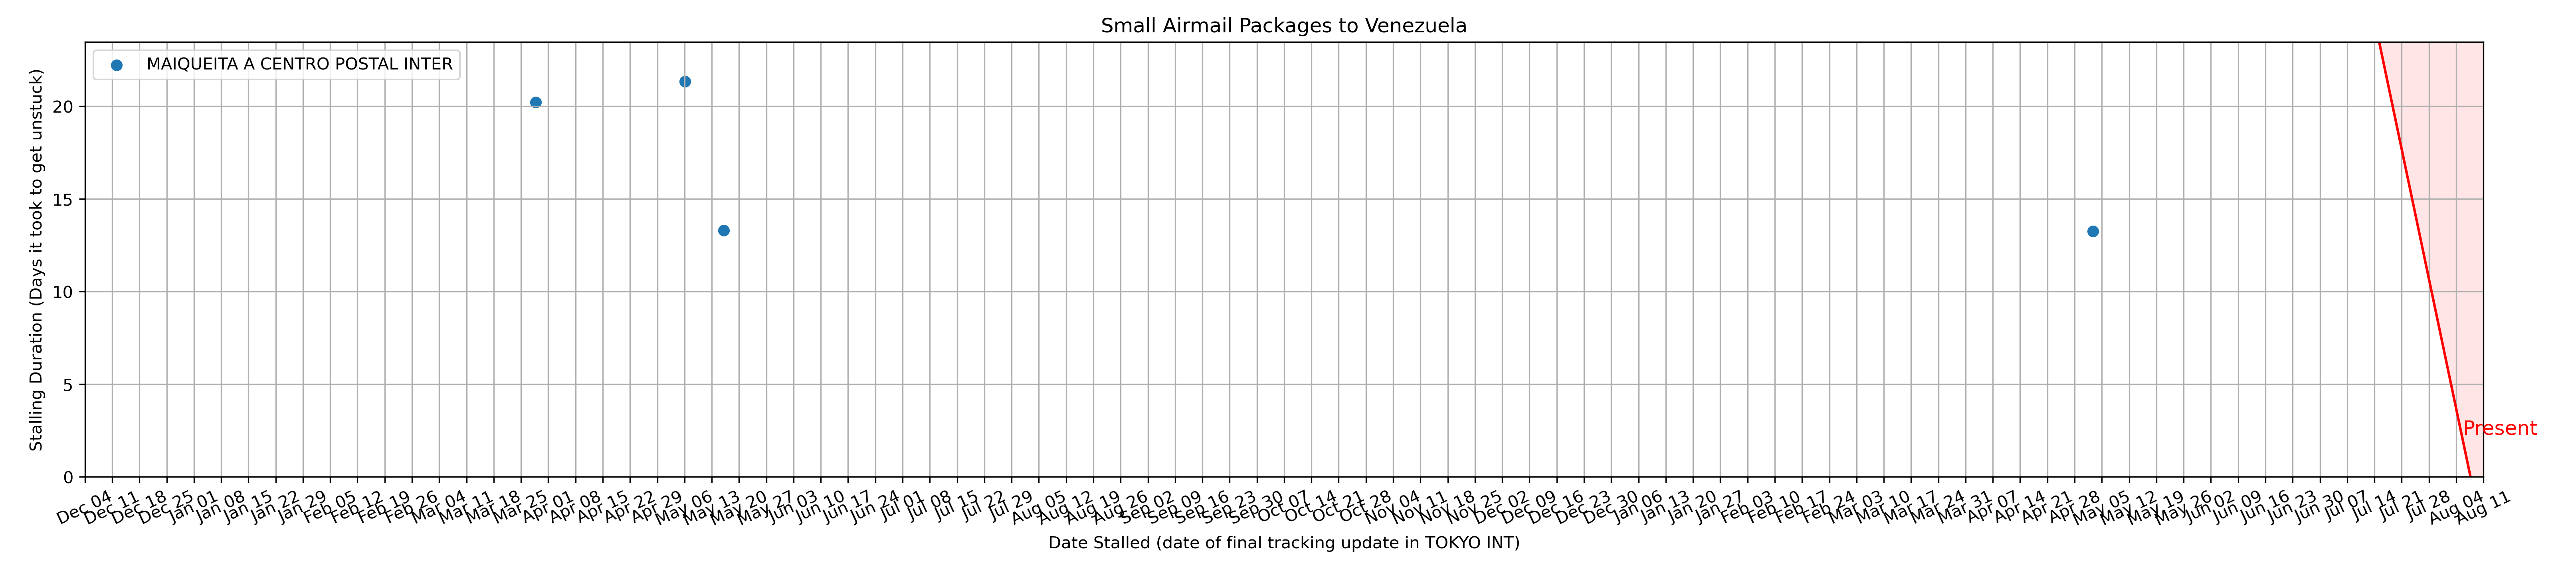 Small Airmail Packages to Venezuela
MAIQUEITA A CENTRO POSTAL INTER
Stalling Duration (Days it took to get unstuck)
20
15
10
5
0
Present
Dec 04
Dec 11
Dec 18
Dec 25
Jan 01
Jan 08
Jan 15
Jan 22
Jan 29
Feb 05
Feb 12
Feb 19
Feb 26
Mar 04
Mar 11
Mar 18
Mar 25
Apr 01
Apr 08
Apr 15
Apr 22
Apr 29
May 06
May 13
May 20
May 27
Jun 03
Jun 10
Jun 17
Jun 24
Jul 01
Jul 08
Jul 15
Jul 22
Jul 29
Aug 05
Aug 12
Aug 19
Aug 26
Sep 02
Sep 09
Sep 16
Sep 23
Sep 30
Oct 07
Oct 14
Oct 21
Oct 28
Nov 04
Nov 11
Nov 18
Nov 25
Dec 02
Dec 09
Dec 16
Dec 23
Dec 30
Jan 06
Jan 13
Jan 20
Jan 27
Feb 03
Feb 10
Feb 17
Feb 24
Mar 03
Mar 10
Mar 17
Mar 24
Mar 31
Apr 07
Apr 14
Apr 21
Apr 28
May 05
May 12
May 19
May 26
Jun 02
Jun 09
Jun 16
Jun 23
Jun 30
Jul 07
Jul 14
Jul 21
Jul 28
Aug 04
Aug 11
Date Stalled (date of final tracking update in TOKYO INT)